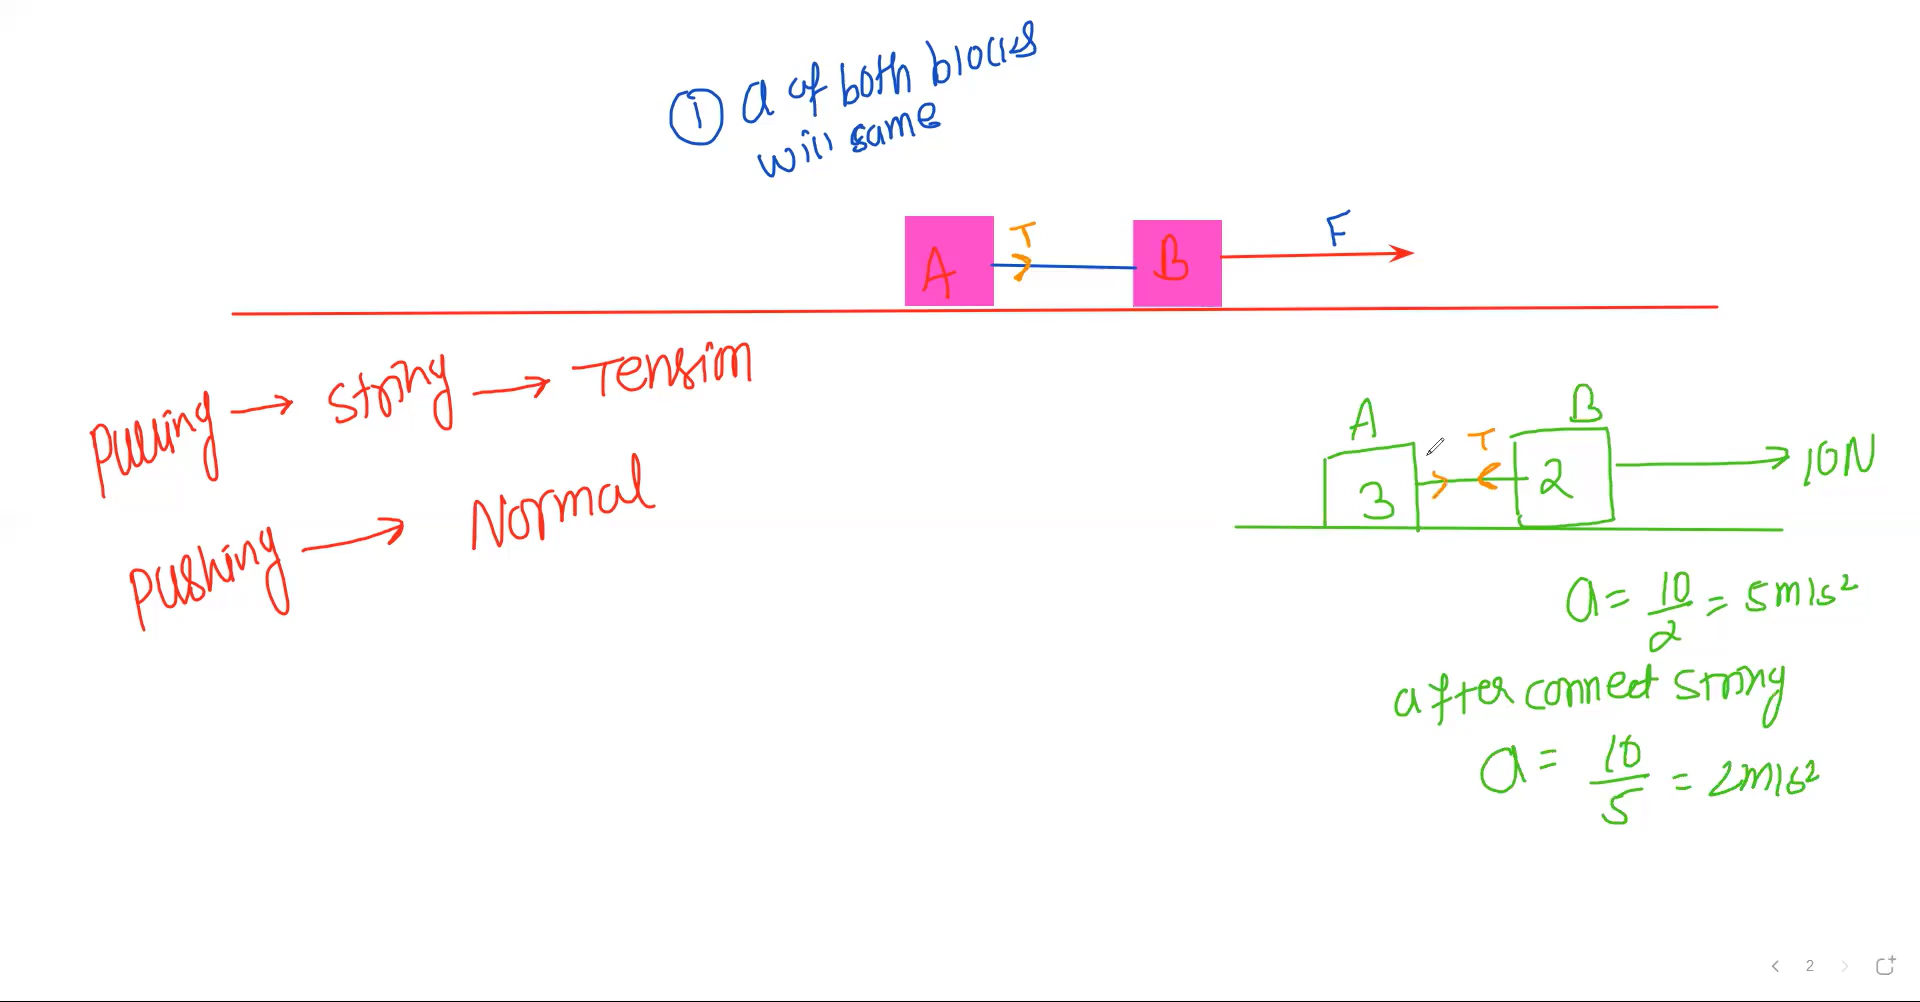 ① a of both blocks
will same
A
T
B
F
Pulling → string → Tension
Pushing → Normal
A
B
T
3
2
10N
a = 10/2 = 5m/s²
after connect string
a = 10/5 = 2m/s²
2